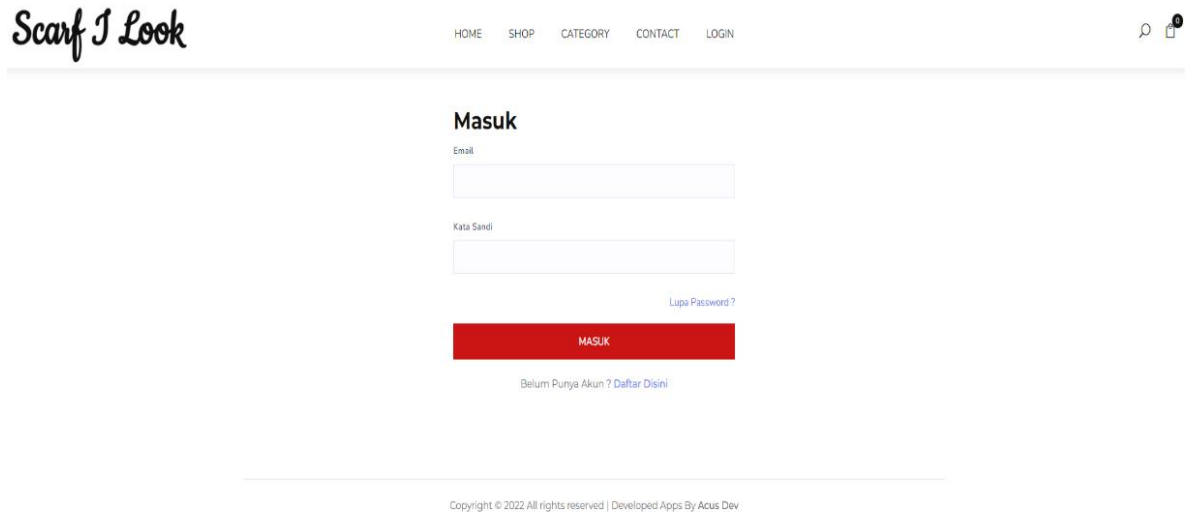 Scarf I Look
HOME SHOP CATEGORY CONTACT LOGIN
0
Masuk
Email
Kata Sandi
Lupa Password ?
MASUK
Belum Punya Akun ? Daftar Disini
Copyright © 2022 All rights reserved | Developed Apps By Acus Dev